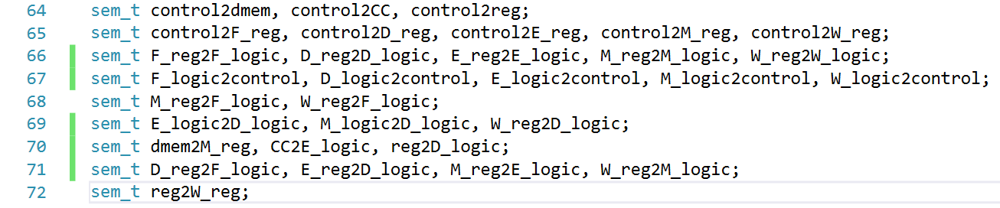 64 sem_t control2dmem, control2CC, control2reg;
65 sem_t control2F_reg, control2D_reg, control2E_reg, control2M_reg, control2W_reg;
66 sem_t F_reg2F_logic, D_reg2D_logic, E_reg2E_logic, M_reg2M_logic, W_reg2W_logic;
67 sem_t F_logic2control, D_logic2control, E_logic2control, M_logic2control, W_logic2control;
68 sem_t M_reg2F_logic, W_reg2F_logic;
69 sem_t E_logic2D_logic, M_logic2D_logic, W_reg2D_logic;
70 sem_t dmem2M_reg, CC2E_logic, reg2D_logic;
71 sem_t D_reg2F_logic, E_reg2D_logic, M_reg2E_logic, W_reg2M_logic;
72 sem_t reg2W_reg;